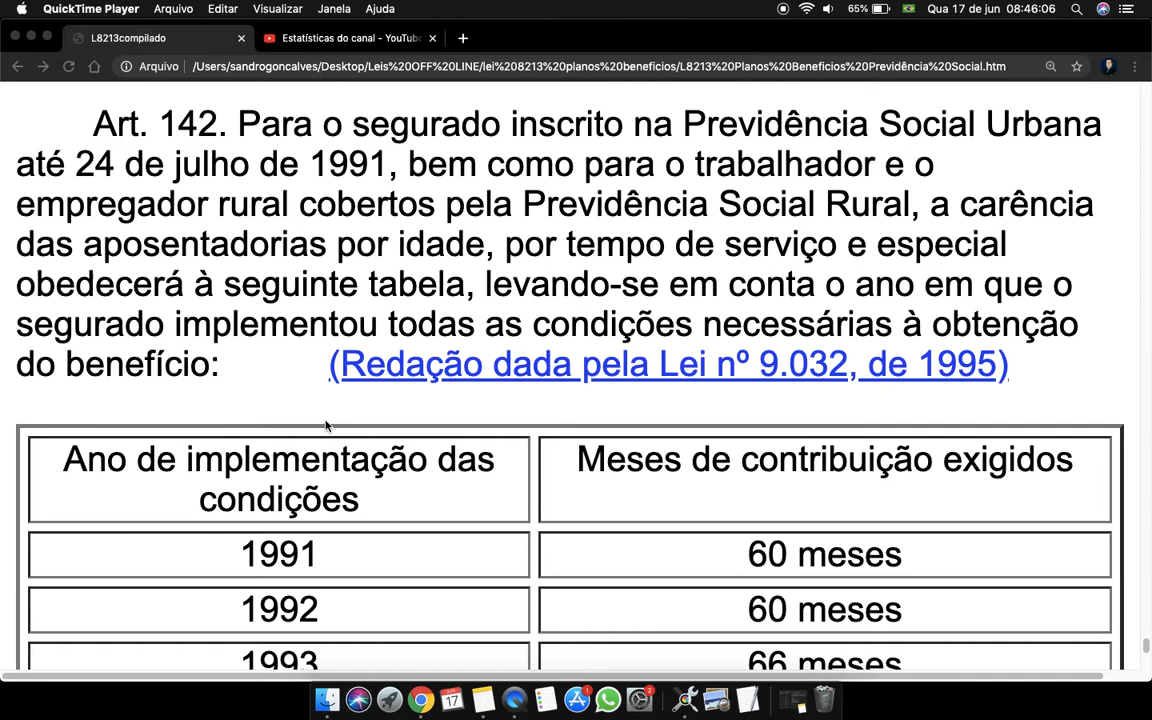 QuickTime Player Arquivo Editar Visualizar Janela Ajuda 65% Qua 17 de jun 08:46:06
L8213compilado Estatísticas do canal - YouTube
Arquivo /Users/sandrogoncalves/Desktop/Leis%20OFF%20LINE/lei%208213%20planos%20beneficios/L8213%20Planos%20Beneficios%20Previdência%20Social.htm
Art. 142. Para o segurado inscrito na Previdência Social Urbana
até 24 de julho de 1991, bem como para o trabalhador e o
empregador rural cobertos pela Previdência Social Rural, a carência
das aposentadorias por idade, por tempo de serviço e especial
obedecerá à seguinte tabela, levando-se em conta o ano em que o
segurado implementou todas as condições necessárias à obtenção
do benefício: (Redação dada pela Lei nº 9.032, de 1995)
Ano de implementação das Meses de contribuição exigidos
condições
1991 60 meses
1992 60 meses
1993 66 meses
17
1
2